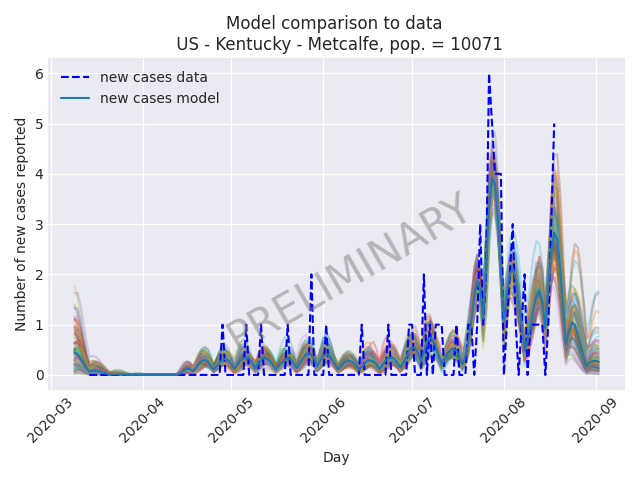 Model comparison to data
US - Kentucky - Metcalfe, pop. = 10071
new cases data
new cases model
Number of new cases reported
6
5
4
3
2
1
0
PRELIMINARY
2020-03
2020-04
2020-05
2020-06
2020-07
2020-08
2020-09
Day